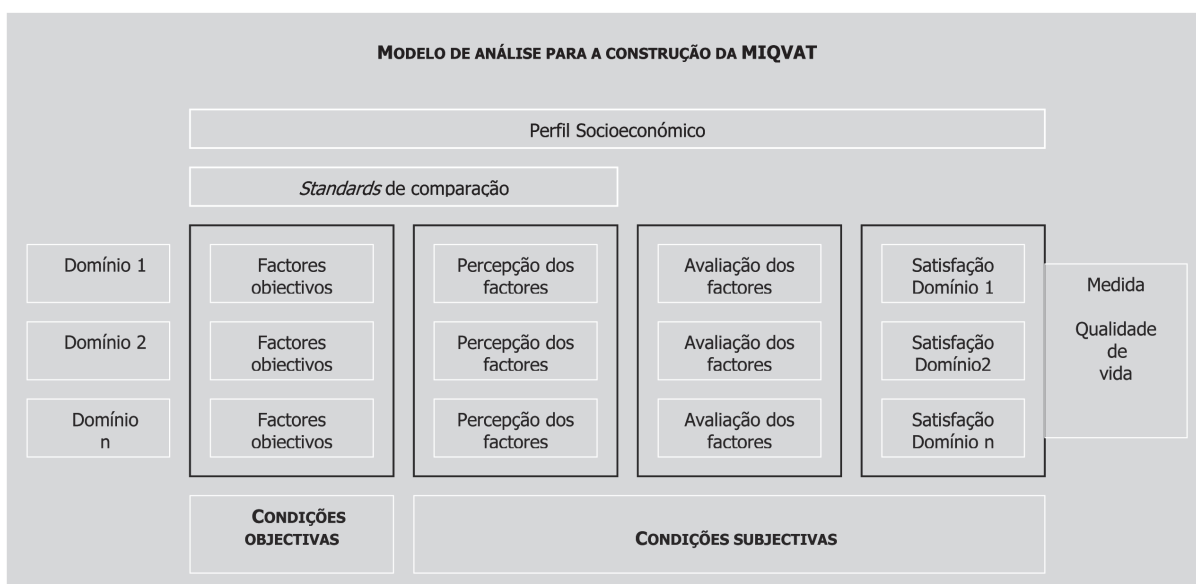 MODELO DE ANÁLISE PARA A CONSTRUÇÃO DA MIQVAT
Perfil Socioeconómico
Standards de comparação
Domínio 1
Factores
objectivos
Percepção dos
factores
Avaliação dos
factores
Satisfação
Domínio 1
Domínio 2
Factores
objectivos
Percepção dos
factores
Avaliação dos
factores
Satisfação
Domínio2
Domínio
n
Factores
objectivos
Percepção dos
factores
Avaliação dos
factores
Satisfação
Domínio n
Medida
Qualidade
de
vida
CONDIÇÕES
OBJECTIVAS
CONDIÇÕES SUBJECTIVAS